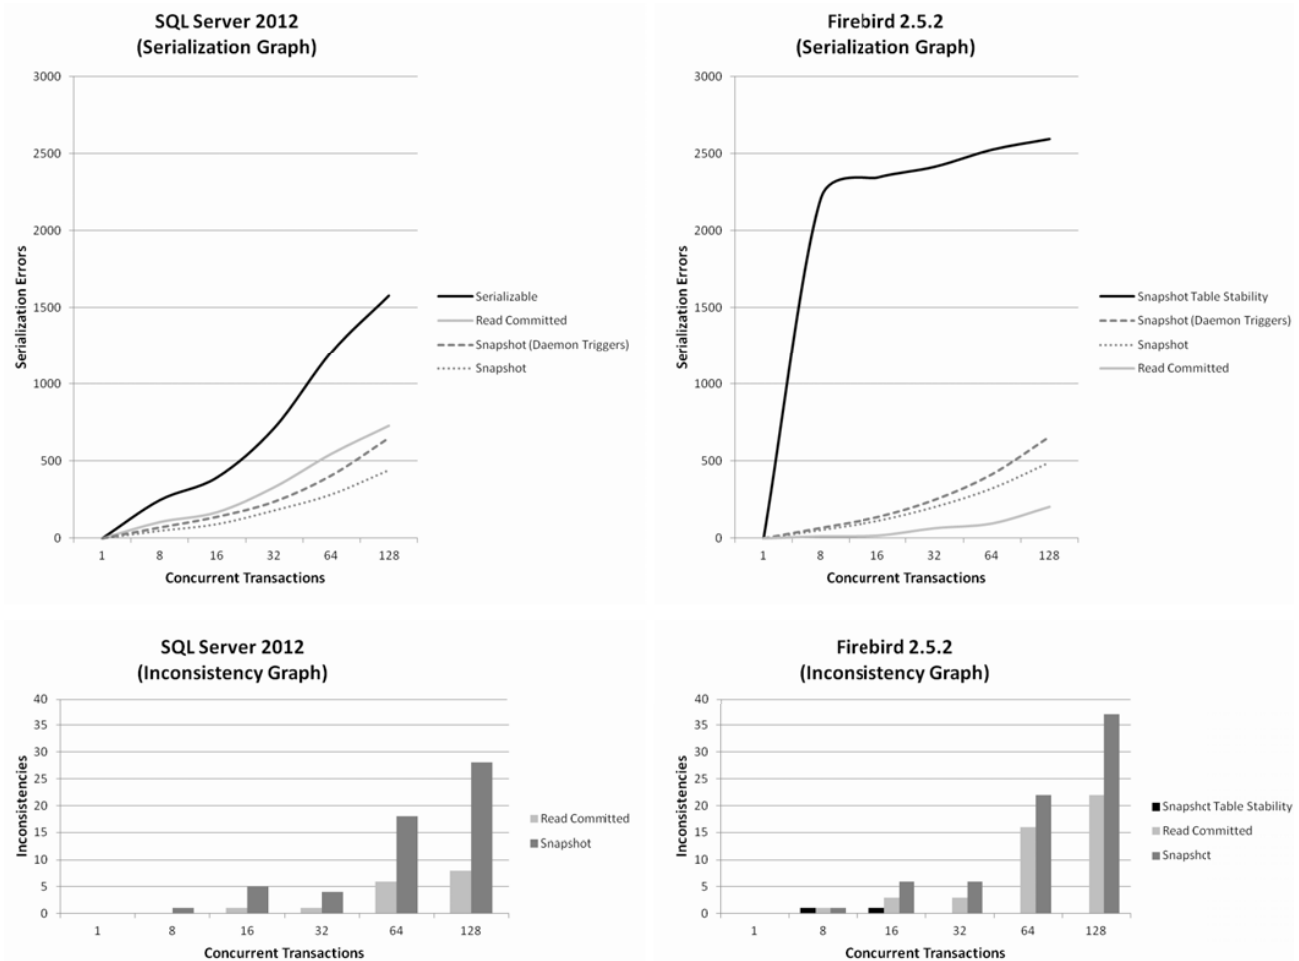 SQL Server 2012
(Serialization Graph)
3000
2500
2000
1500
1000
500
0
Serialization Errors
1 8 16 32 64 128
Concurrent Transactions
Serializable
Read Committed
Snapshot (Daemon Triggers)
Snapshot
Firebird 2.5.2
(Serialization Graph)
3000
2500
2000
1500
1000
500
0
Serialization Errors
1 8 16 32 64 128
Concurrent Transactions
Snapshot Table Stability
Snapshot (Daemon Triggers)
Snapshot
Read Committed
SQL Server 2012
(Inconsistency Graph)
40
35
30
25
20
15
10
5
0
Inconsistencies
1 8 16 32 64 128
Concurrent Transactions
Read Committed
Snapshot
Firebird 2.5.2
(Inconsistency Graph)
40
35
30
25
20
15
10
5
0
Inconsistencies
1 8 16 32 64 128
Concurrent Transactions
Snapshct Table Stability
Read Committed
Snapshct